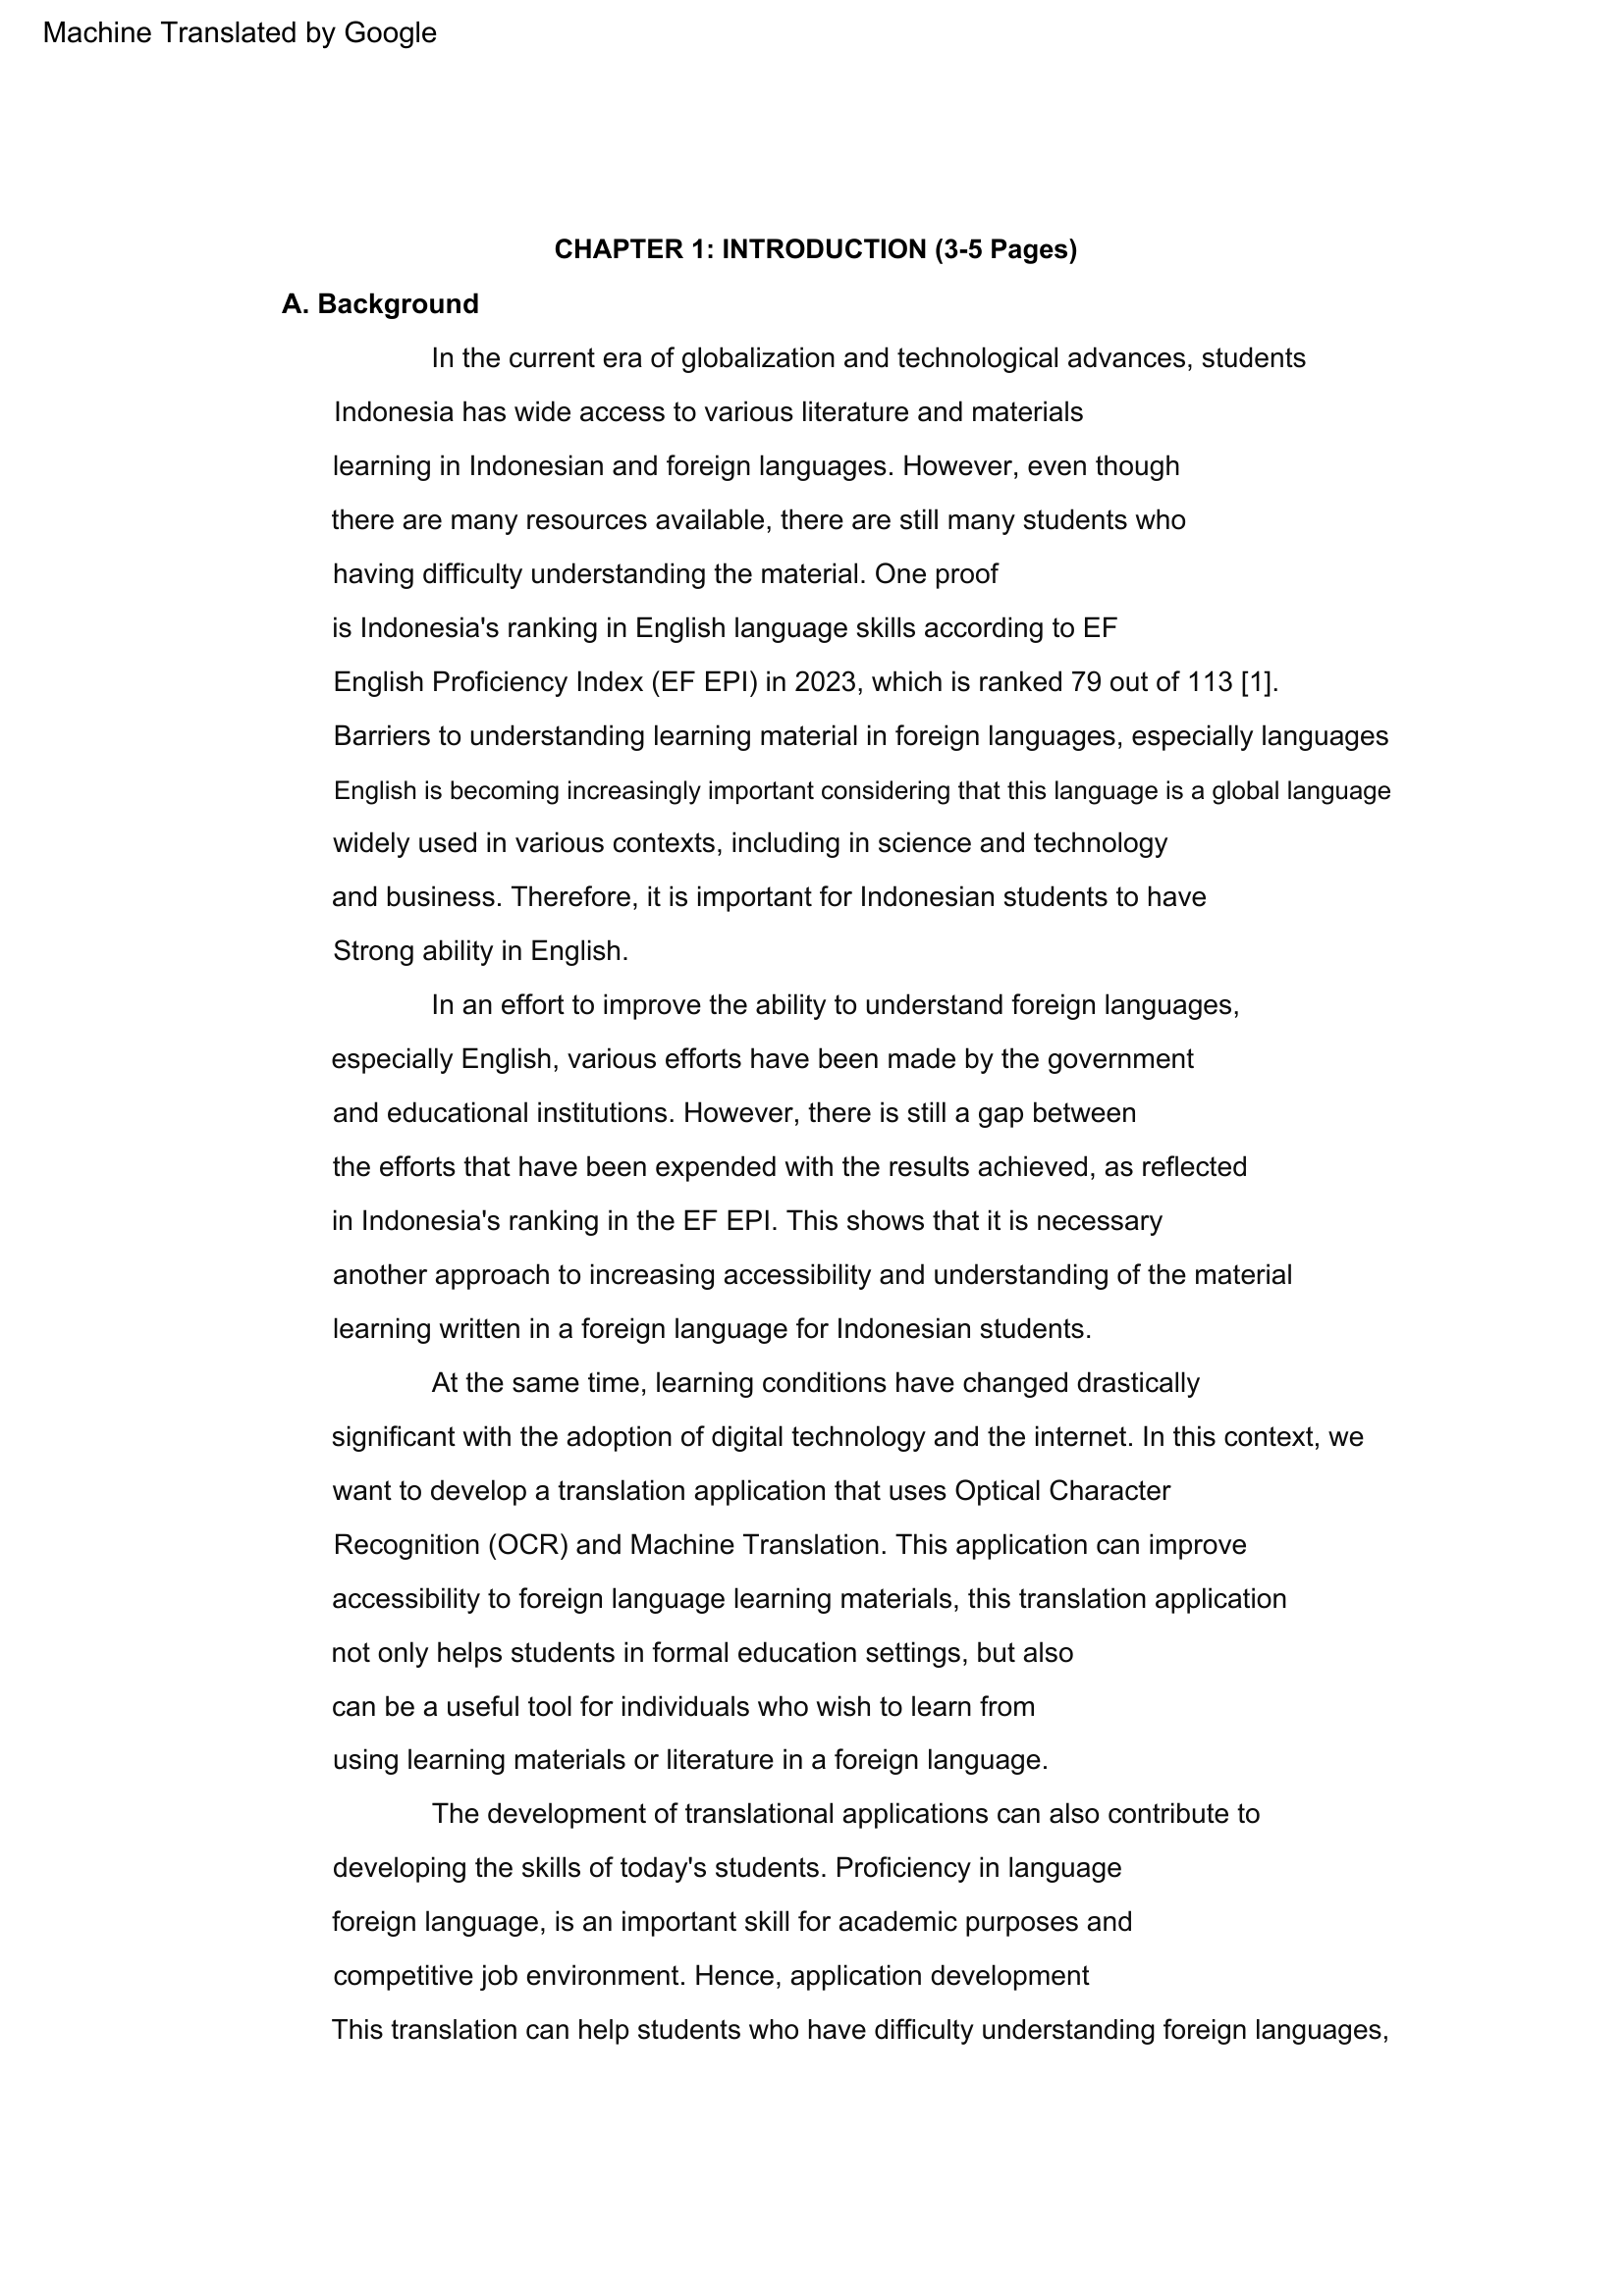 Machine Translated by Google
CHAPTER 1: INTRODUCTION (3-5 Pages)
A. Background
In the current era of globalization and technological advances, students
Indonesia has wide access to various literature and materials
learning in Indonesian and foreign languages. However, even though
there are many resources available, there are still many students who
having difficulty understanding the material. One proof
is Indonesia's ranking in English language skills according to EF
English Proficiency Index (EF EPI) in 2023, which is ranked 79 out of 113 [1].
Barriers to understanding learning material in foreign languages, especially languages
English is becoming increasingly important considering that this language is a global language
widely used in various contexts, including in science and technology
and business. Therefore, it is important for Indonesian students to have
Strong ability in English.
In an effort to improve the ability to understand foreign languages,
especially English, various efforts have been made by the government
and educational institutions. However, there is still a gap between
the efforts that have been expended with the results achieved, as reflected
in Indonesia's ranking in the EF EPI. This shows that it is necessary
another approach to increasing accessibility and understanding of the material
learning written in a foreign language for Indonesian students.
At the same time, learning conditions have changed drastically
significant with the adoption of digital technology and the internet. In this context, we
want to develop a translation application that uses Optical Character
Recognition (OCR) and Machine Translation. This application can improve
accessibility to foreign language learning materials, this translation application
not only helps students in formal education settings, but also
can be a useful tool for individuals who wish to learn from
using learning materials or literature in a foreign language.
The development of translational applications can also contribute to
developing the skills of today's students. Proficiency in language
foreign language, is an important skill for academic purposes and
competitive job environment. Hence, application development
This translation can help students who have difficulty understanding foreign languages,